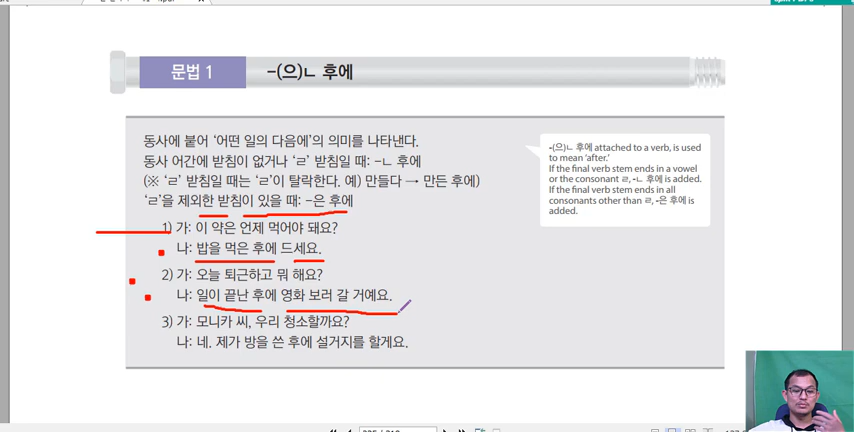 문법 1
-(으)ㄴ 후에
동사에 붙어 ‘어떤 일의 다음에’의 의미를 나타낸다.
동사 어간에 받침이 없거나 ‘ㄹ’ 받침일 때: -ㄴ 후에
(※ ‘ㄹ’ 받침일 때는 ‘ㄹ’이 탈락한다. 예) 만들다 → 만든 후에)
‘ㄹ’을 제외한 받침이 있을 때: -은 후에
1) 가: 이 약은 언제 먹어야 돼요?
나: 밥을 먹은 후에 드세요.
2) 가: 오늘 퇴근하고 뭐 해요?
나: 일이 끝난 후에 영화 보러 갈 거예요.
3) 가: 모니카 씨, 우리 청소할까요?
나: 네. 제가 방을 쓴 후에 설거지를 할게요.
-(으)ㄴ 후에 attached to a verb, is used
to mean ‘after.’
If the final verb stem ends in a vowel
or the consonant ㄹ, -ㄴ 후에 is added.
If the final verb stem ends in all
consonants other than ㄹ, -은 후에 is
added.